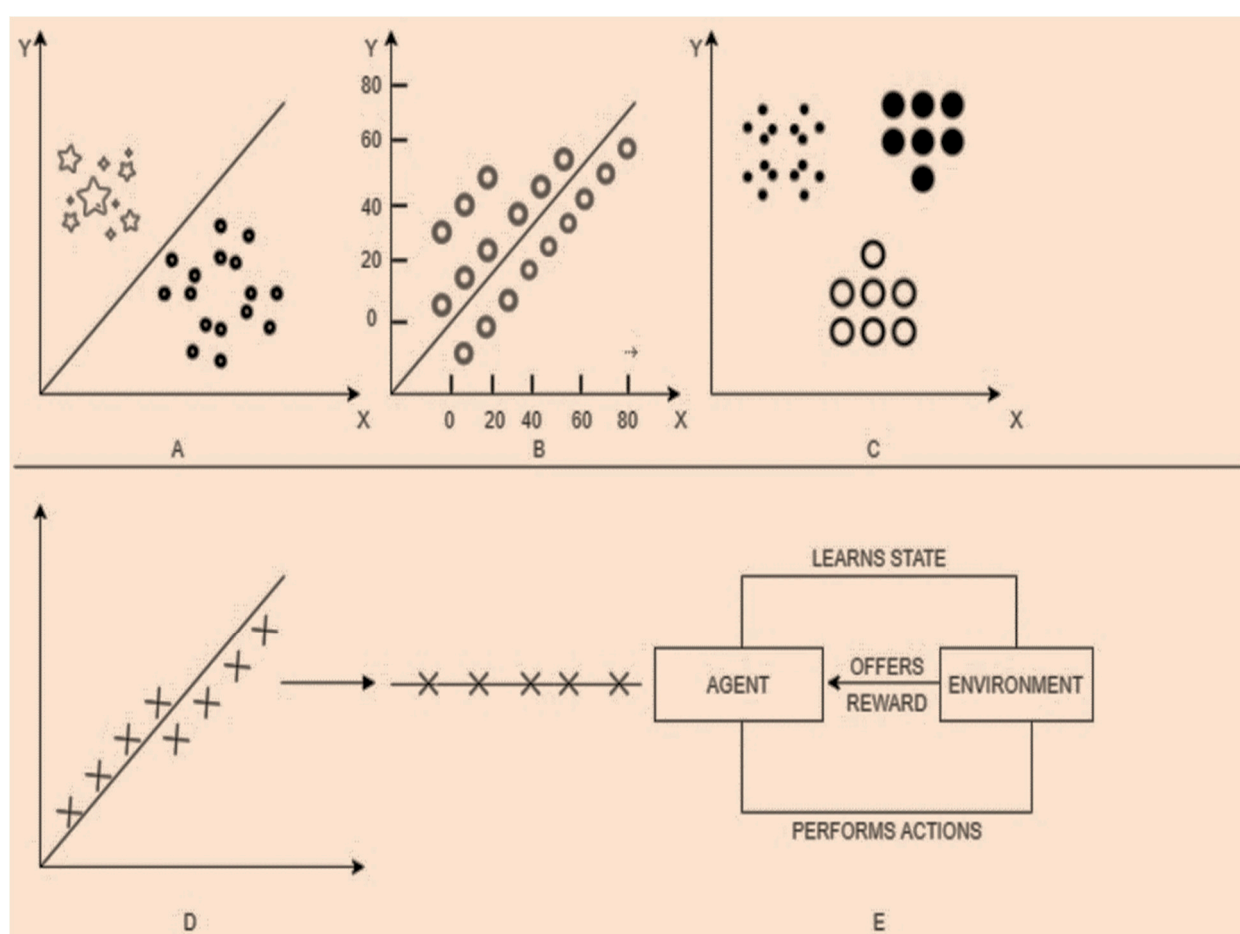 Y
X
A
Y
80
60
40
20
0
0 20 40 60 80 X
B
Y
X
C
D
LEARNS STATE
AGENT
OFFERS
REWARD
ENVIRONMENT
PERFORMS ACTIONS
E